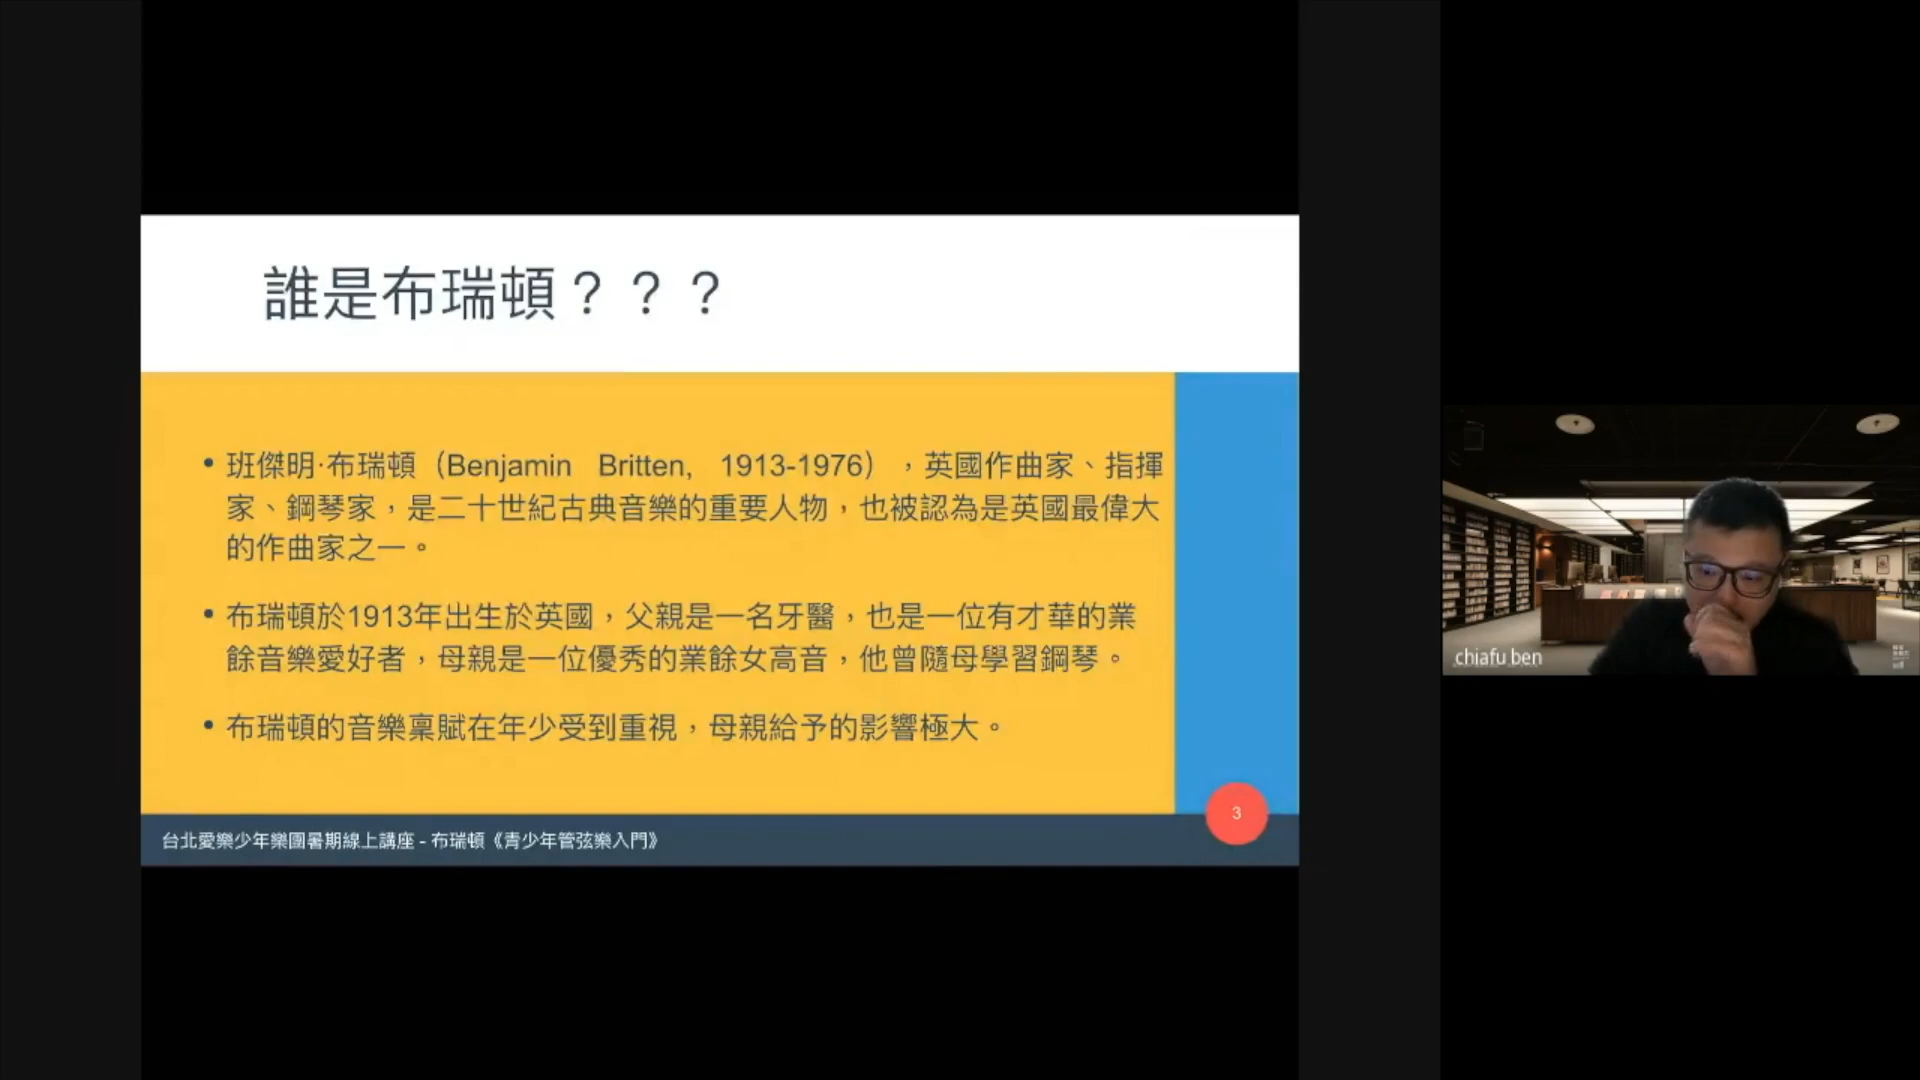 誰是布瑞頓？？？
• 班傑明·布瑞頓（Benjamin Britten, 1913-1976），英國作曲家、指揮
家、鋼琴家，是二十世紀古典音樂的重要人物，也被認為是英國最偉大
的作曲家之一。
• 布瑞頓於1913年出生於英國，父親是一名牙醫，也是一位有才華的業
餘音樂愛好者，母親是一位優秀的業餘女高音，他曾隨母學習鋼琴。
• 布瑞頓的音樂稟賦在年少受到重視，母親給予的影響極大。
3
台北愛樂少年樂團暑期線上講座 - 布瑞頓《青少年管弦樂入門》
chiafu ben